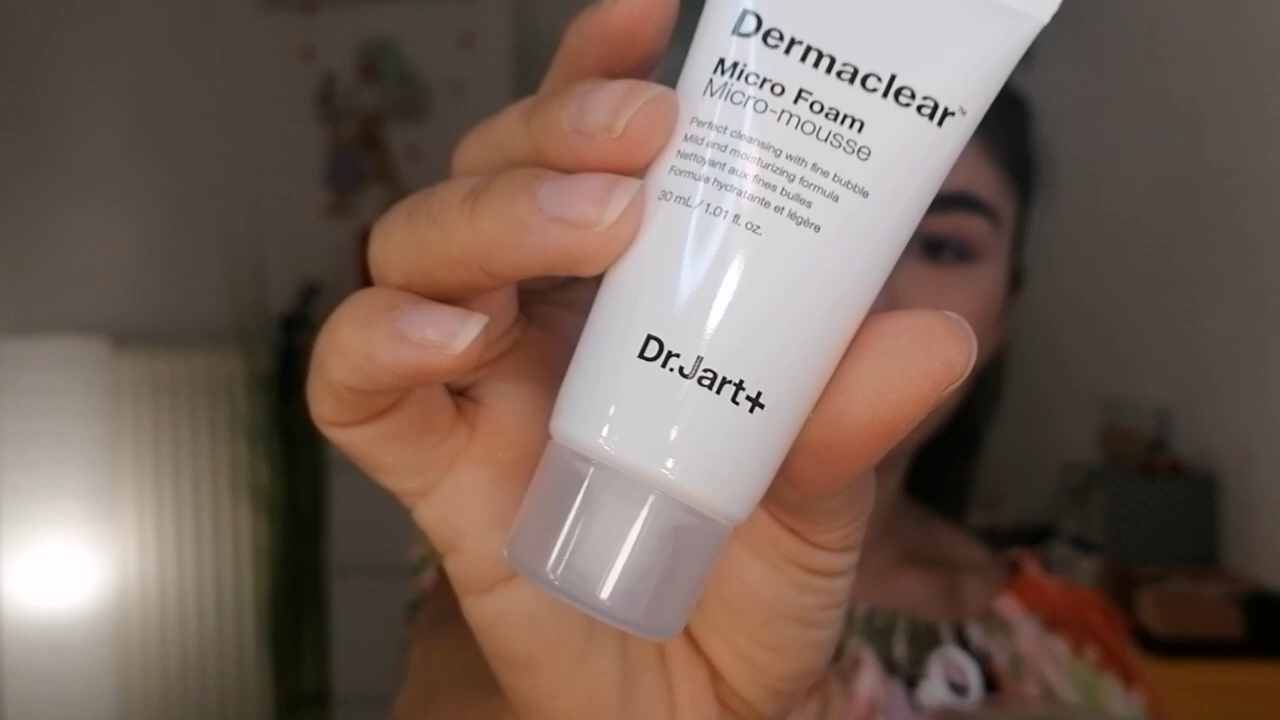 Dermaclear™
Micro Foam
Micro-mousse
Perfect cleansing with fine bubble
Mild and moisturizing formula
Nettoyant aux fines bulles
Formule hydratante et légère
30 mL / 1.01 fl. oz.
Dr.Jart+